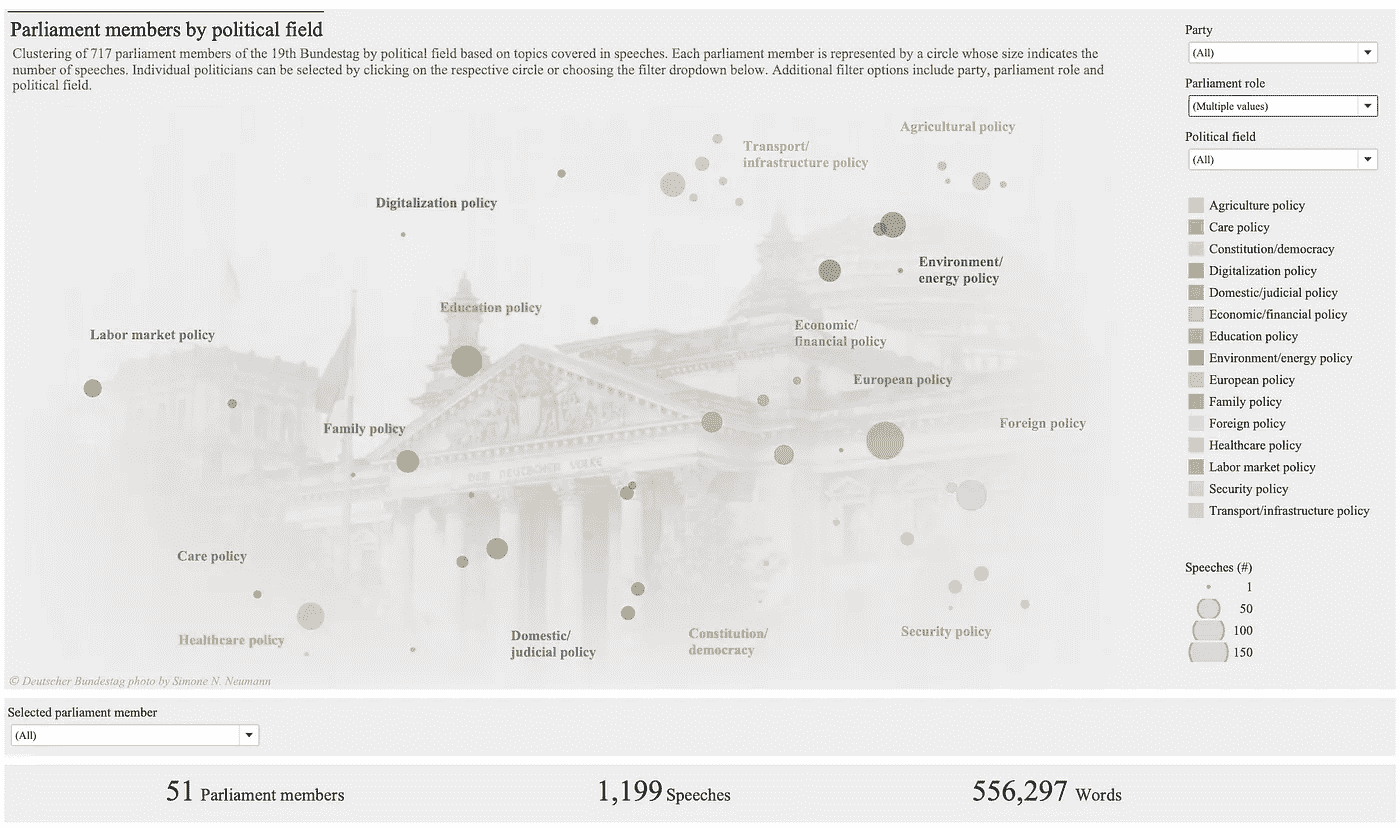 Parliament members by political field
Clustering of 717 parliament members of the 19th Bundestag by political field based on topics covered in speeches. Each parliament member is represented by a circle whose size indicates the
number of speeches. Individual politicians can be selected by clicking on the respective circle or choosing the filter dropdown below. Additional filter options include party, parliament role and
political field.
Party
(All)
Parliament role
(Multiple values)
Political field
(All)
Agricultural policy
Transport/
infrastructure policy
Digitalization policy
Environment/
energy policy
Education policy
Labor market policy
Economic/
financial policy
European policy
Foreign policy
Family policy
DEM DEUTSCHEN VOLKE
Care policy
Healthcare policy
Domestic/
judicial policy
Constitution/
democracy
Security policy
Agriculture policy
Care policy
Constitution/democracy
Digitalization policy
Domestic/judicial policy
Economic/financial policy
Education policy
Environment/energy policy
European policy
Family policy
Foreign policy
Healthcare policy
Labor market policy
Security policy
Transport/infrastructure policy
Speeches (#)
1
50
100
150
© Deutscher Bundestag photo by Simone N. Neumann
Selected parliament member
(All)
51 Parliament members
1,199 Speeches
556,297 Words